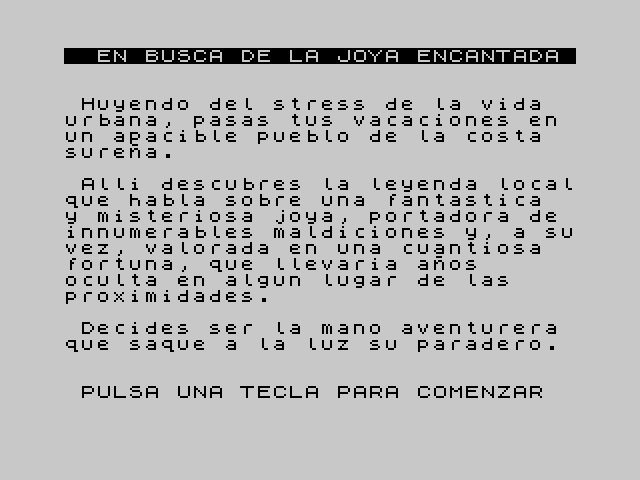 EN BUSCA DE LA JOYA ENCANTADA
Huyendo del stress de la vida
urbana, pasas tus vacaciones en
un apacible pueblo de la costa
sureña.
Alli descubres la leyenda local
que habla sobre una fantastica
y misteriosa joya, portadora de
innumerables maldiciones y, a su
vez, valorada en una cuantiosa
fortuna, que llevaria años
oculta en algun lugar de las
proximidades.
Decides ser la mano aventurera
que saque a la luz su paradero.
PULSA UNA TECLA PARA COMENZAR